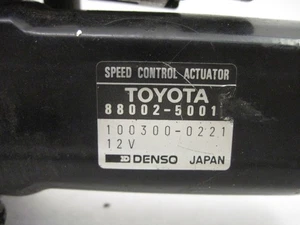 SPEED CONTROL ACTUATOR
TOYOTA
88002-5001
100300-0221
12V
DENSO JAPAN